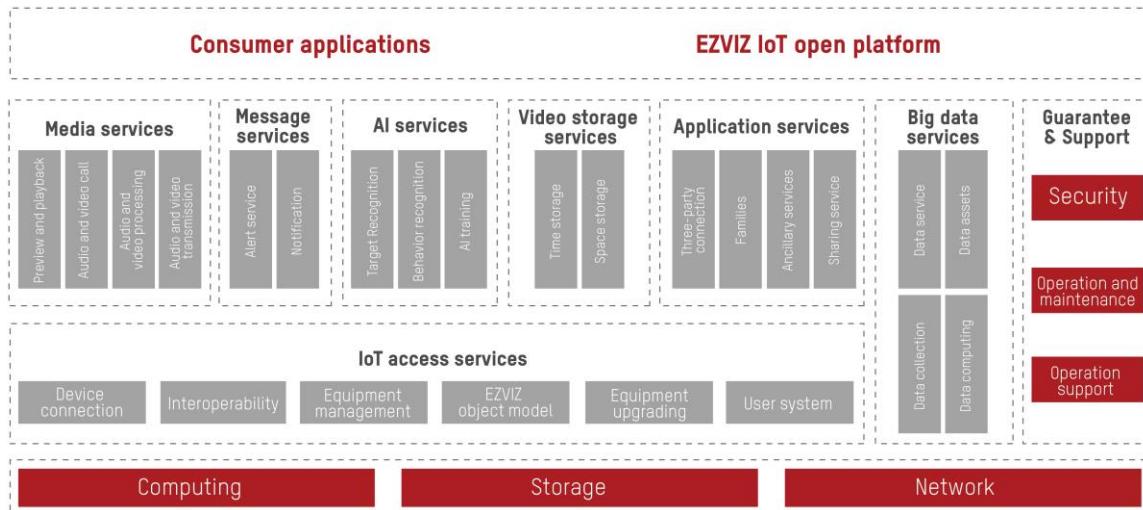 Consumer applications
EZVIZ IoT open platform
Media services
Preview and playback
Audio and video call
Audio and
video processing
Audio and video
transmission
Message
services
Alert service
Notification
AI services
Target Recognition
Behavior recognition
AI training
Video storage
services
Time storage
Space storage
Application services
Three-party
connection
Families
Ancillary services
Sharing service
Big data
services
Data service
Data assets
Data collection
Data computing
Guarantee
& Support
Security
Operation and
maintenance
Operation
support
IoT access services
Device
connection
Interoperability
Equipment
management
EZVIZ
object model
Equipment
upgrading
User system
Computing
Storage
Network